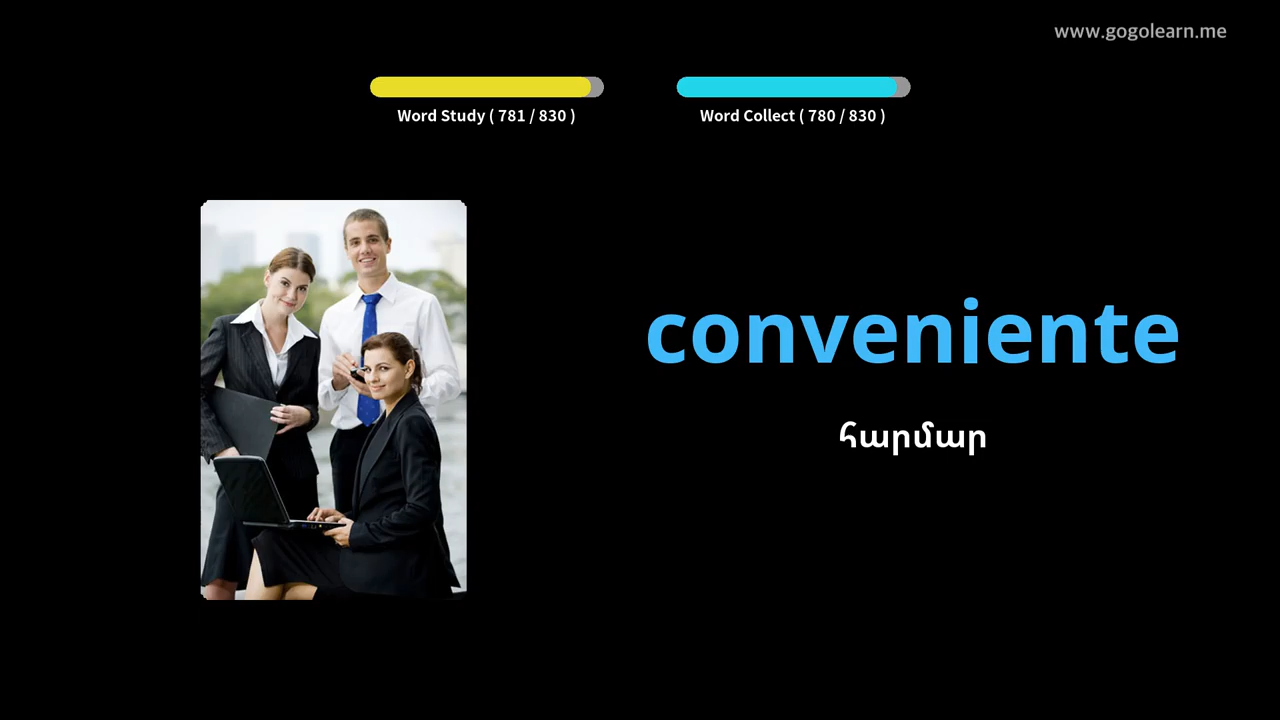 www.gogolearn.me
Word Study ( 781 / 830 )
Word Collect ( 780 / 830 )
conveniente
հարմար